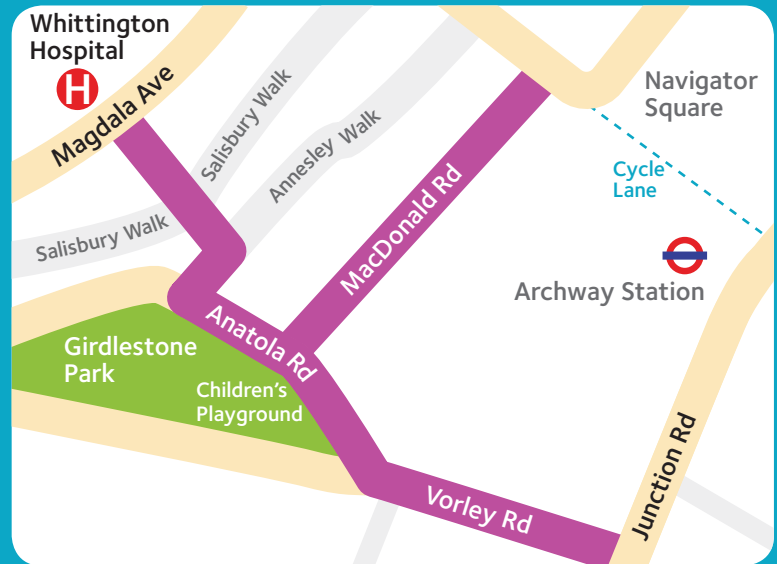 Whittington
Hospital
H
Magdala Ave
Salisbury Walk
Annesley Walk
Salisbury Walk
MacDonald Rd
Navigator
Square
Cycle
Lane
Archway Station
Anatola Rd
Girdlestone
Park
Children's
Playground
Vorley Rd
Junction Rd